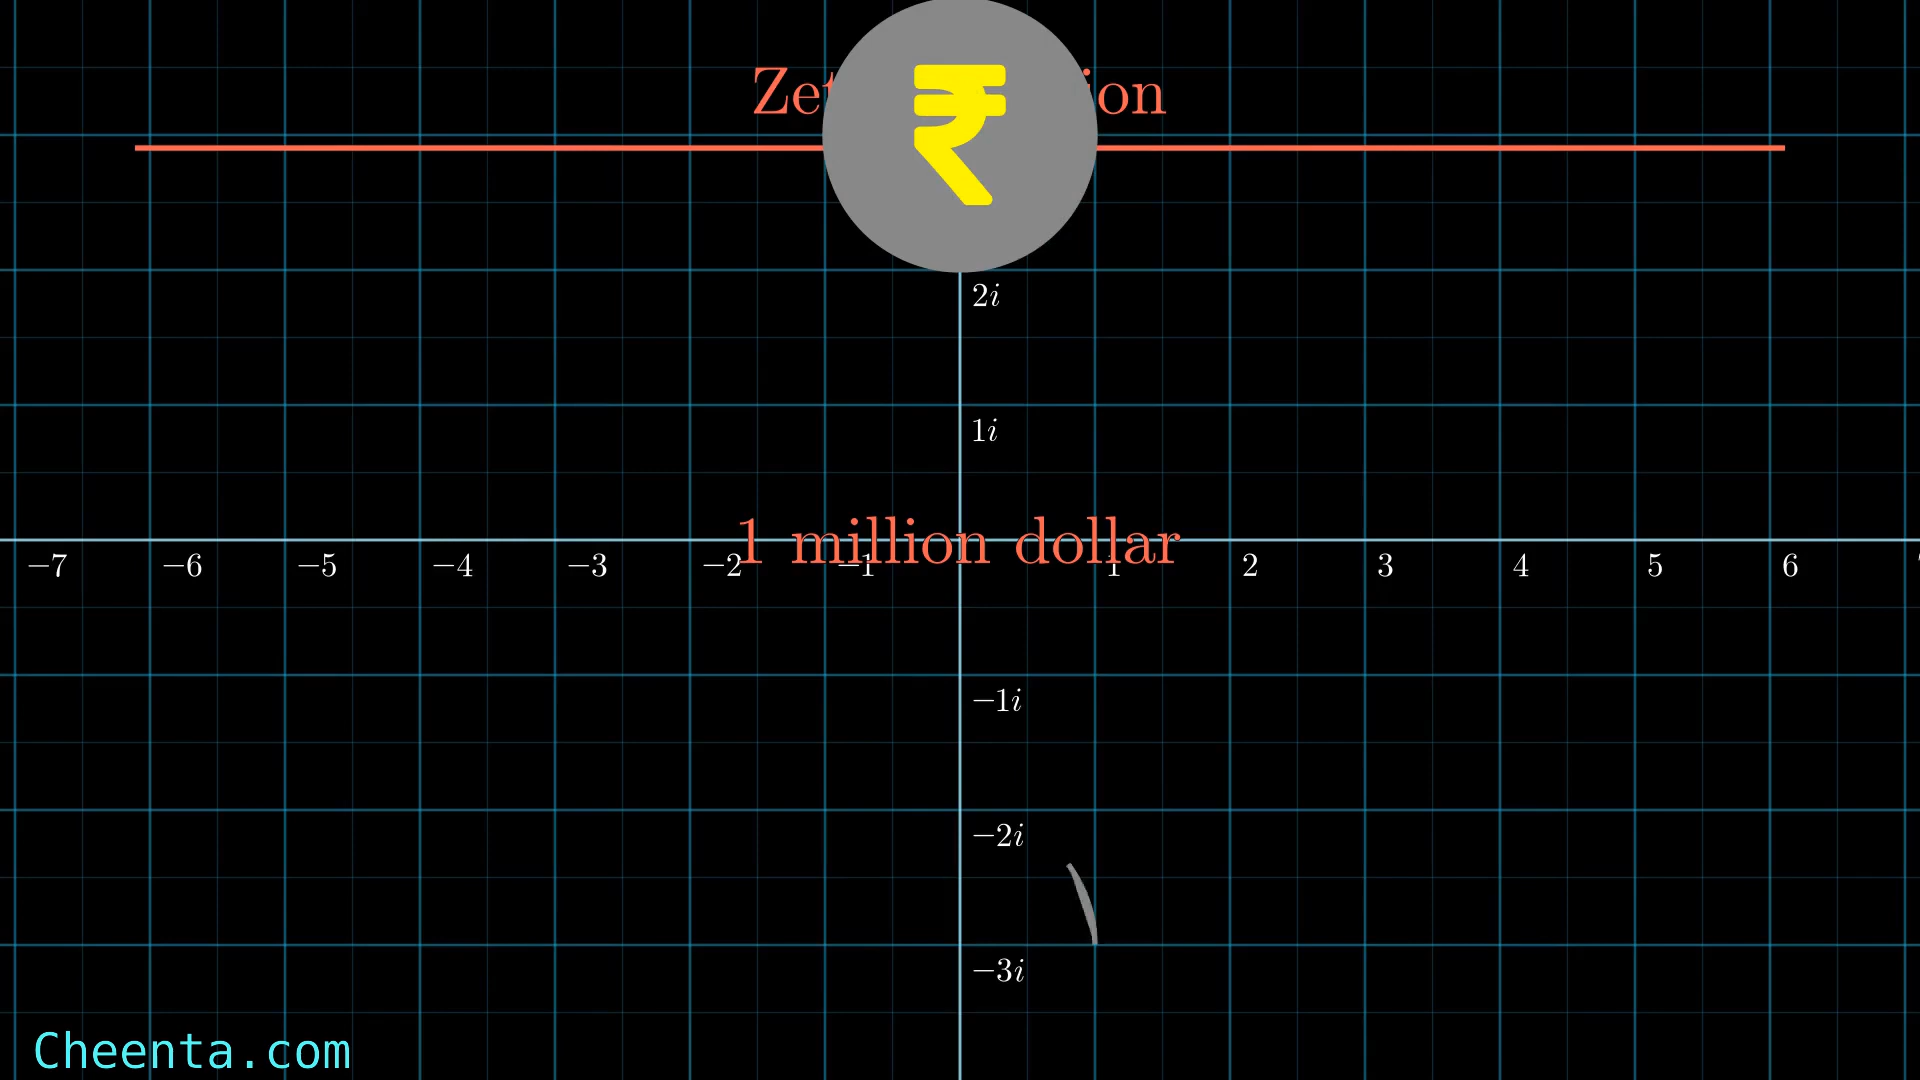 Zet ion
₹
2i
1i
1 million dollar
−7 −6 −5 −4 −3 −2 −1 1 2 3 4 5 6
−1i
−2i
−3i
Cheenta.com